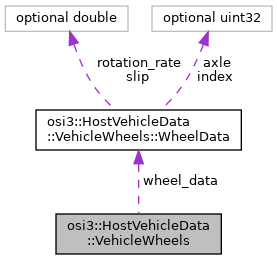 optional double
optional uint32
rotation_rate
slip
axle
index
osi3::HostVehicleData
::VehicleWheels::WheelData
wheel_data
osi3::HostVehicleData
::VehicleWheels